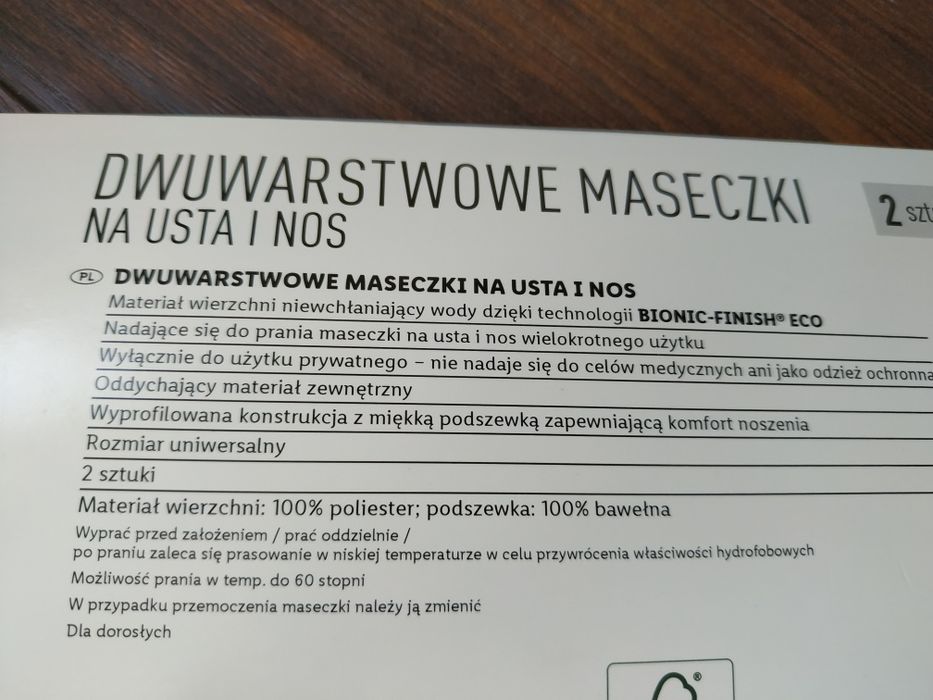 DWUWARSTWOWE MASECZKI
NA USTA I NOS
2 szt
PL DWUWARSTWOWE MASECZKI NA USTA I NOS
Materiał wierzchni niewchłaniający wody dzięki technologii BIONIC-FINISH® ECO
Nadające się do prania maseczki na usta i nos wielokrotnego użytku
Wyłącznie do użytku prywatnego – nie nadaje się do celów medycznych ani jako odzież ochronna
Oddychający materiał zewnętrzny
Wyprofilowana konstrukcja z miękką podszewką zapewniającą komfort noszenia
Rozmiar uniwersalny
2 sztuki
Materiał wierzchni: 100% poliester; podszewka: 100% bawełna
Wyprać przed założeniem / prać oddzielnie /
po praniu zaleca się prasowanie w niskiej temperaturze w celu przywrócenia właściwości hydrofobowych
Możliwość prania w temp. do 60 stopni
W przypadku przemoczenia maseczki należy ją zmienić
Dla dorosłych
®